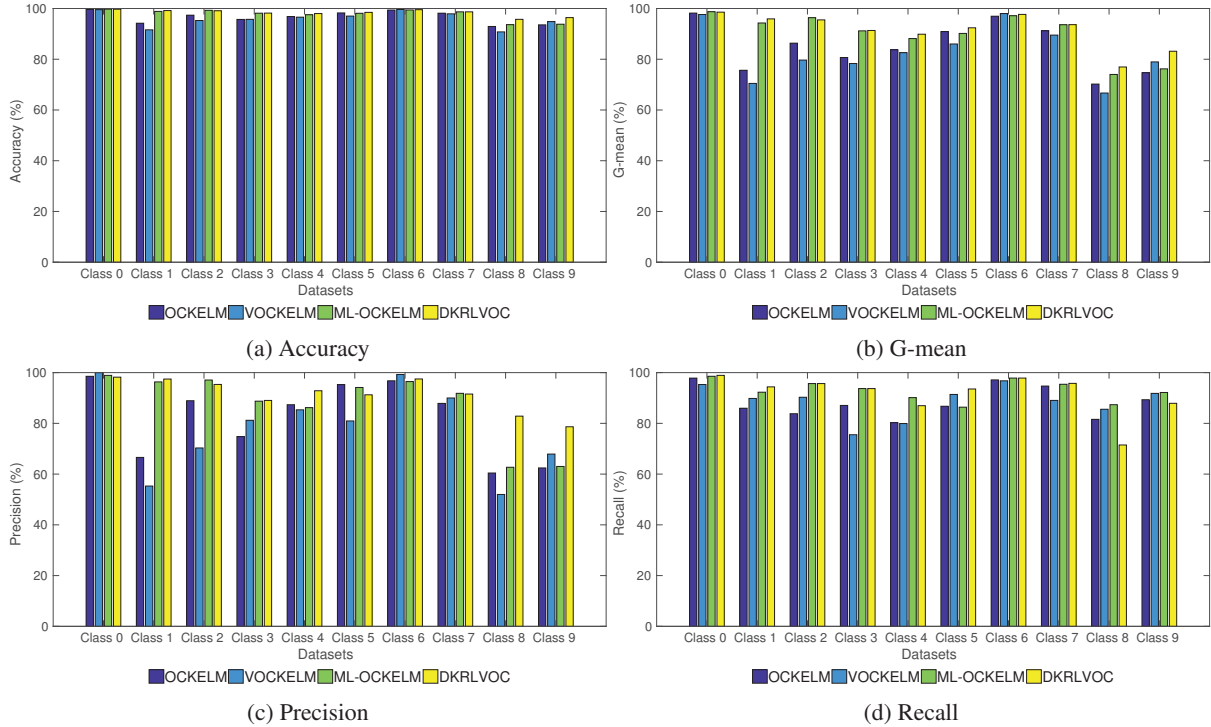 100
80
60
40
20
0
Accuracy (%)
Class 0 Class 1 Class 2 Class 3 Class 4 Class 5 Class 6 Class 7 Class 8 Class 9
Datasets
OCKELM VOCKELM ML-OCKELM DKRLVOC
(a) Accuracy
100
80
60
40
20
0
G-mean (%)
Class 0 Class 1 Class 2 Class 3 Class 4 Class 5 Class 6 Class 7 Class 8 Class 9
Datasets
OCKELM VOCKELM ML-OCKELM DKRLVOC
(b) G-mean
100
80
60
40
20
0
Precision (%)
Class 0 Class 1 Class 2 Class 3 Class 4 Class 5 Class 6 Class 7 Class 8 Class 9
Datasets
OCKELM VOCKELM ML-OCKELM DKRLVOC
(c) Precision
100
80
60
40
20
0
Recall (%)
Class 0 Class 1 Class 2 Class 3 Class 4 Class 5 Class 6 Class 7 Class 8 Class 9
Datasets
OCKELM VOCKELM ML-OCKELM DKRLVOC
(d) Recall